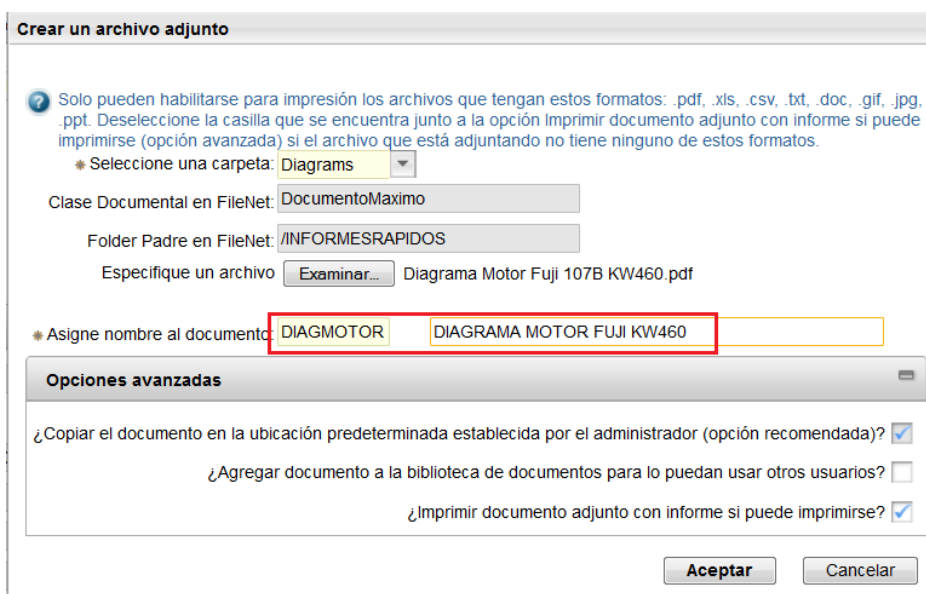 Crear un archivo adjunto
Solo pueden habilitarse para impresión los archivos que tengan estos formatos: .pdf, .xls, .csv, .txt, .doc, .gif, .jpg,
.ppt. Deseleccione la casilla que se encuentra junto a la opción Imprimir documento adjunto con informe si puede
imprimirse (opción avanzada) si el archivo que está adjuntando no tiene ninguno de estos formatos.
Seleccione una carpeta: Diagrams
Clase Documental en FileNet: DocumentoMaximo
Folder Padre en FileNet: /INFORMESRAPIDOS
Especifique un archivo Examinar... Diagrama Motor Fuji 107B KW460.pdf
Asigne nombre al documento: DIAGMOTOR DIAGRAMA MOTOR FUJI KW460
Opciones avanzadas
¿Copiar el documento en la ubicación predeterminada establecida por el administrador (opción recomendada)?
¿Agregar documento a la biblioteca de documentos para lo puedan usar otros usuarios?
¿Imprimir documento adjunto con informe si puede imprimirse?
Aceptar Cancelar